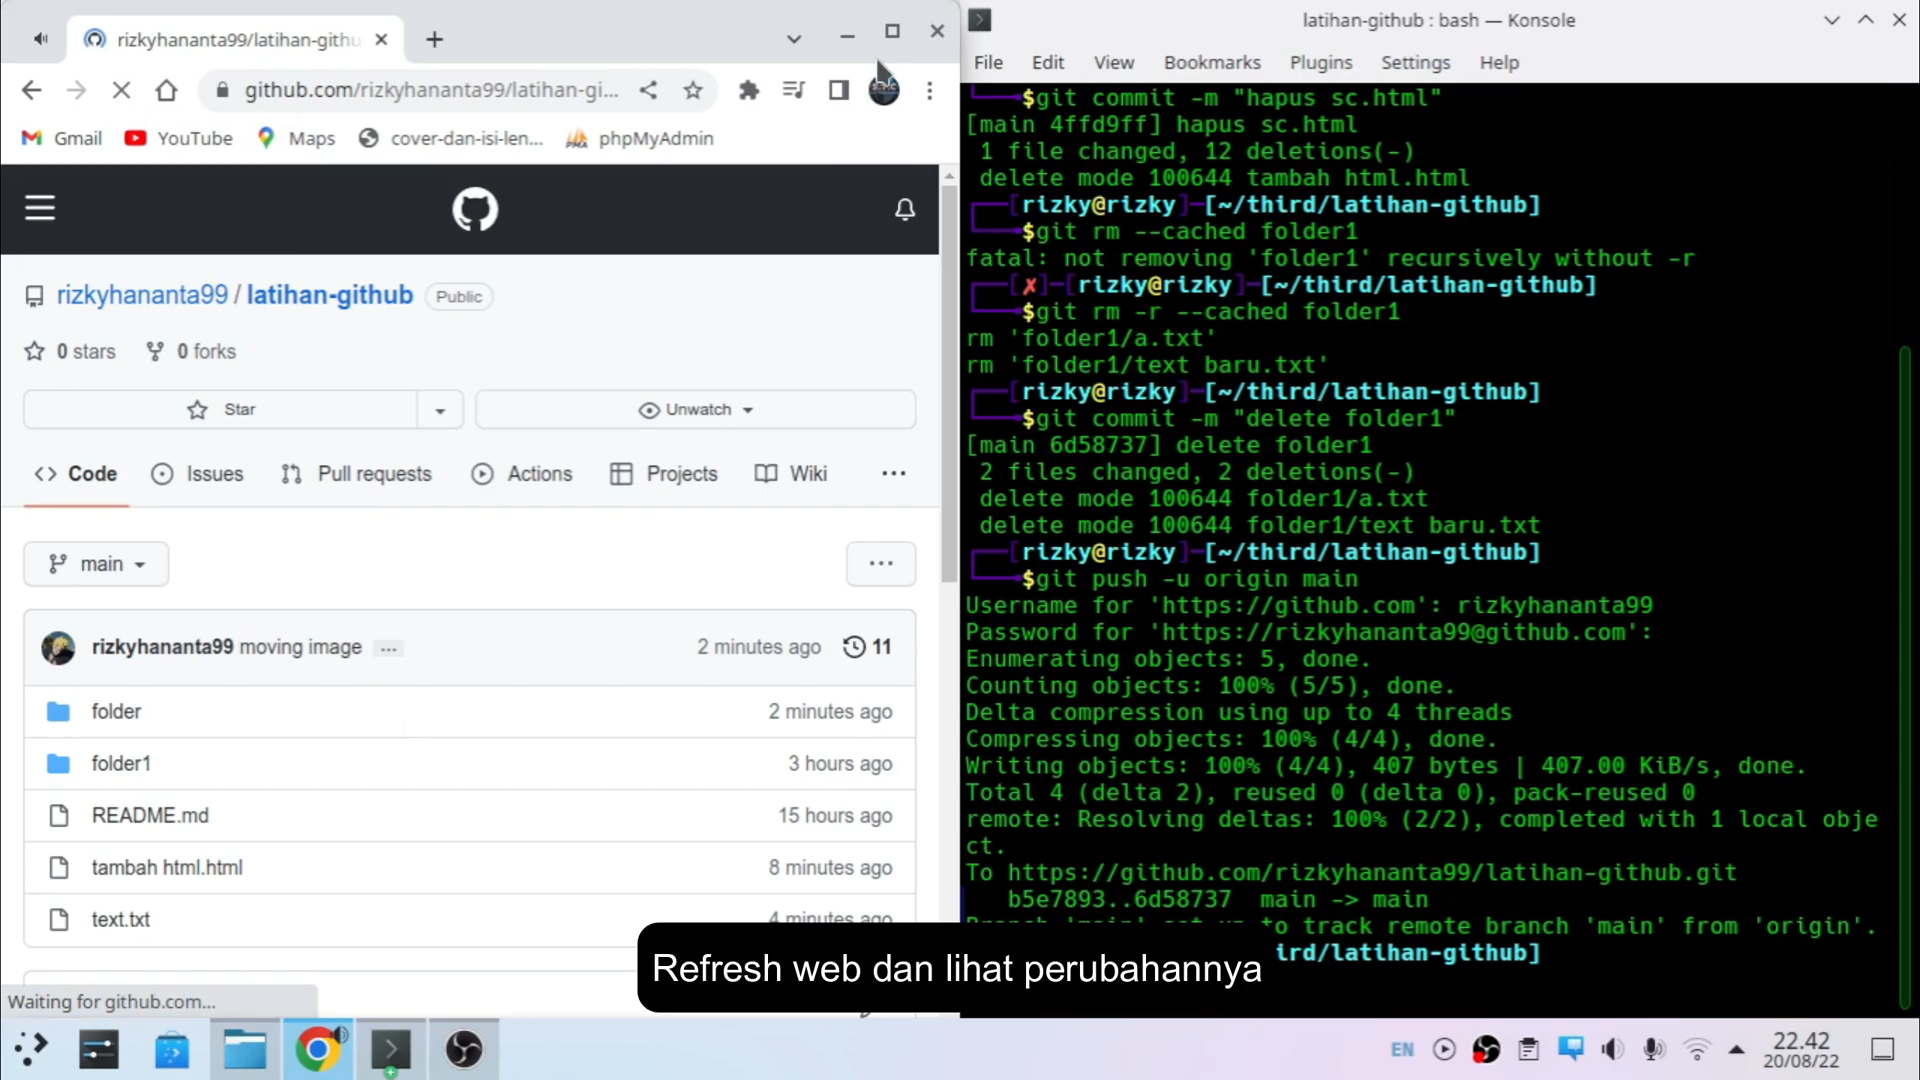 rizkyhananta99/latihan-githu
github.com/rizkyhananta99/latihan-gi...
Gmail
YouTube
Maps
cover-dan-isi-len...
phpMyAdmin
rizkyhananta99 / latihan-github
Public
0 stars
0 forks
Star
Unwatch
Code
Issues
Pull requests
Actions
Projects
Wiki
main
rizkyhananta99 moving image
2 minutes ago
11
folder
2 minutes ago
folder1
3 hours ago
README.md
15 hours ago
tambah html.html
8 minutes ago
text.txt
4 minutes ago
Waiting for github.com...
latihan-github : bash — Konsole
File
Edit
View
Bookmarks
Plugins
Settings
Help
$git commit -m "hapus sc.html"
[main 4ffd9ff] hapus sc.html
1 file changed, 12 deletions(-)
delete mode 100644 tambah html.html
[rizky@rizky]-[~/third/latihan-github]
$git rm --cached folder1
fatal: not removing 'folder1' recursively without -r
[✗]-[rizky@rizky]-[~/third/latihan-github]
$git rm -r --cached folder1
rm 'folder1/a.txt'
rm 'folder1/text baru.txt'
[rizky@rizky]-[~/third/latihan-github]
$git commit -m "delete folder1"
[main 6d58737] delete folder1
2 files changed, 2 deletions(-)
delete mode 100644 folder1/a.txt
delete mode 100644 folder1/text baru.txt
[rizky@rizky]-[~/third/latihan-github]
$git push -u origin main
Username for 'https://github.com': rizkyhananta99
Password for 'https://rizkyhananta99@github.com':
Enumerating objects: 5, done.
Counting objects: 100% (5/5), done.
Delta compression using up to 4 threads
Compressing objects: 100% (4/4), done.
Writing objects: 100% (4/4), 407 bytes | 407.00 KiB/s, done.
Total 4 (delta 2), reused 0 (delta 0), pack-reused 0
remote: Resolving deltas: 100% (2/2), completed with 1 local obje
ct.
To https://github.com/rizkyhananta99/latihan-github.git
b5e7893..6d58737 main -> main
Branch 'main' set up to track remote branch 'main' from 'origin'.
ird/latihan-github]
Refresh web dan lihat perubahannya
EN
22.42
20/08/22